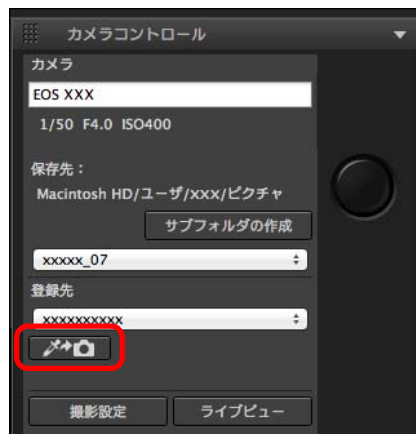 カメラコントロール
カメラ
EOS XXX
1/50 F4.0 ISO400
保存先：
Macintosh HD/ユーザ/xxx/ピクチャ
サブフォルダの作成
xxxxx_07
登録先
xxxxxxxxxx
撮影設定 ライブビュー